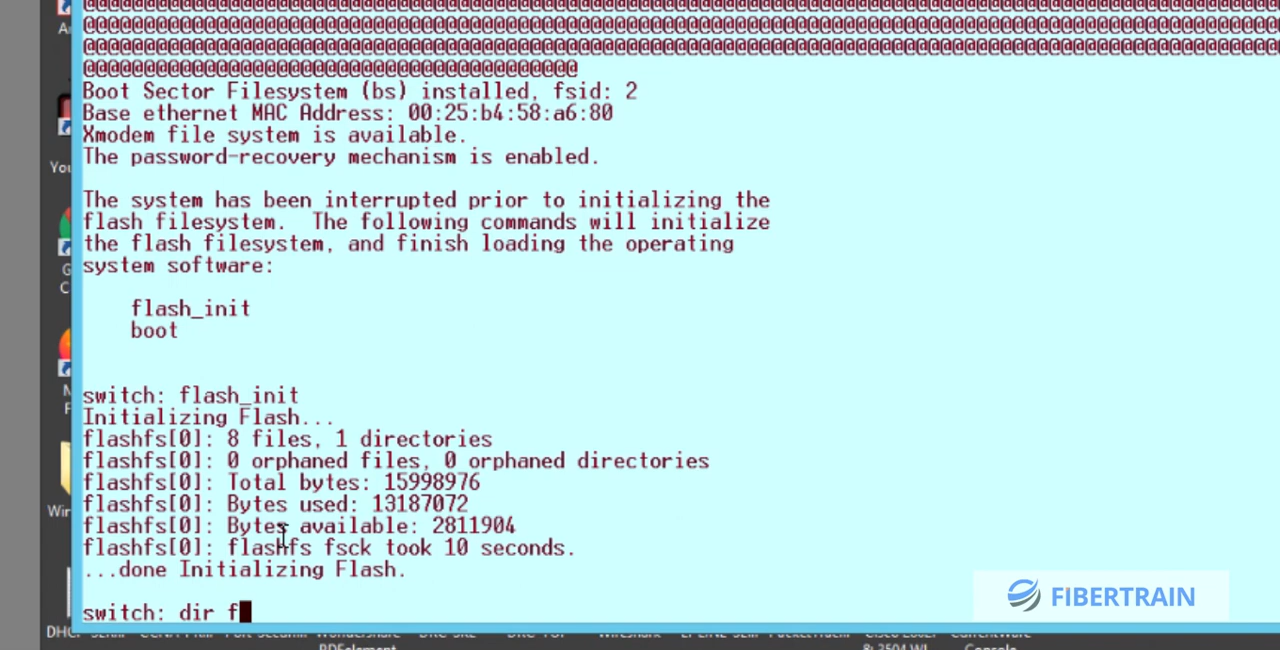 Boot Sector Filesystem (bs) installed, fsid: 2
Base ethernet MAC Address: 00:25:b4:58:a6:80
Xmodem file system is available.
The password-recovery mechanism is enabled.
The system has been interrupted prior to initializing the
flash filesystem.  The following commands will initialize
the flash filesystem, and finish loading the operating
system software:
flash_init
boot
switch: flash_init
Initializing Flash...
flashfs[0]: 8 files, 1 directories
flashfs[0]: 0 orphaned files, 0 orphaned directories
flashfs[0]: Total bytes: 15998976
flashfs[0]: Bytes used: 13187072
flashfs[0]: Bytes available: 2811904
flashfs[0]: flashfs fsck took 10 seconds.
...done Initializing Flash.
switch: dir f
FIBERTRAIN